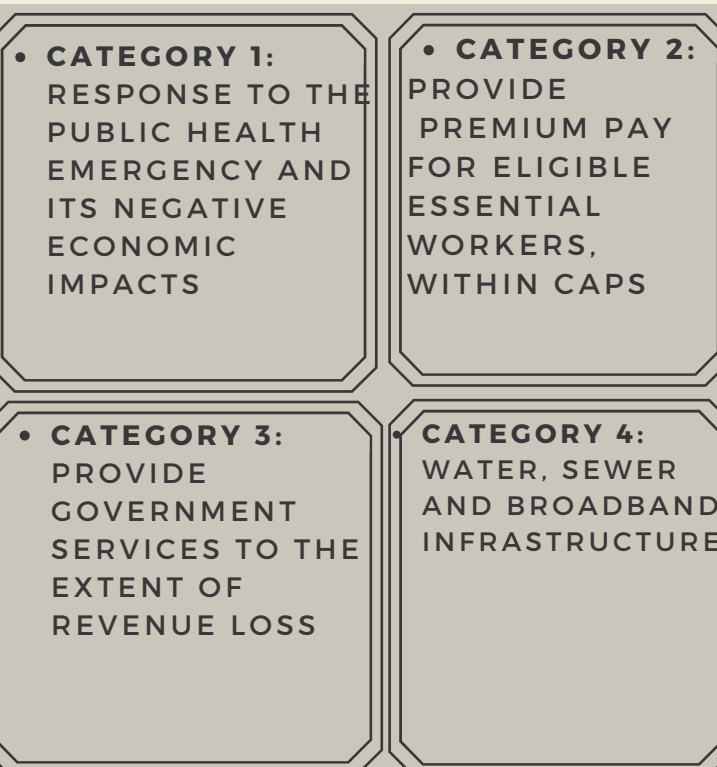 • CATEGORY 1:
RESPONSE TO THE
PUBLIC HEALTH
EMERGENCY AND
ITS NEGATIVE
ECONOMIC
IMPACTS
• CATEGORY 2:
PROVIDE
PREMIUM PAY
FOR ELIGIBLE
ESSENTIAL
WORKERS,
WITHIN CAPS
• CATEGORY 3:
PROVIDE
GOVERNMENT
SERVICES TO THE
EXTENT OF
REVENUE LOSS
• CATEGORY 4:
WATER, SEWER
AND BROADBAND
INFRASTRUCTURE